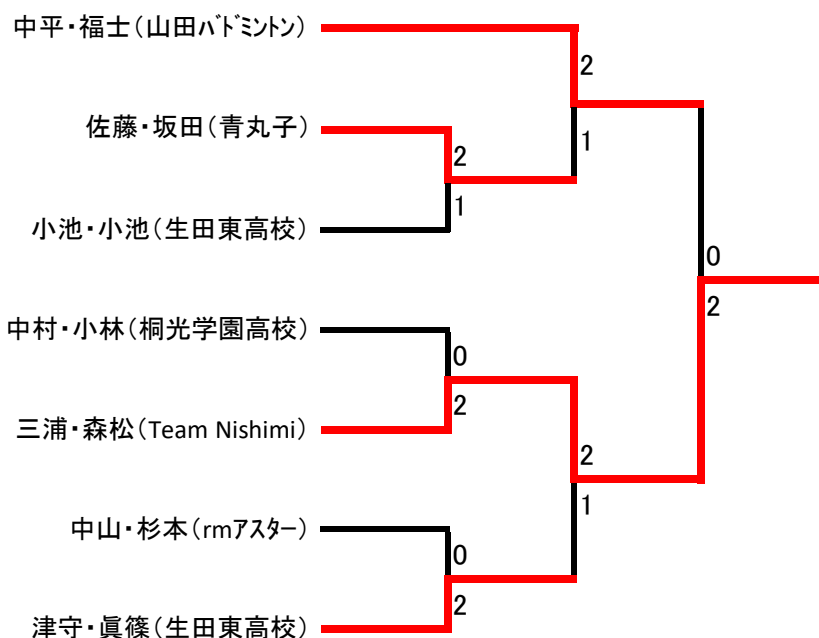 中平・福士(山田ﾊﾞﾄﾞﾐﾝﾄﾝ)
2
佐藤・坂田(青丸子)
1
2
1
小池・小池(生田東高校)
0
2
中村・小林(桐光学園高校)
0
2
三浦・森松(Team Nishimi)
2
1
中山・杉本(rmｱｽﾀｰ)
0
2
津守・眞篠(生田東高校)